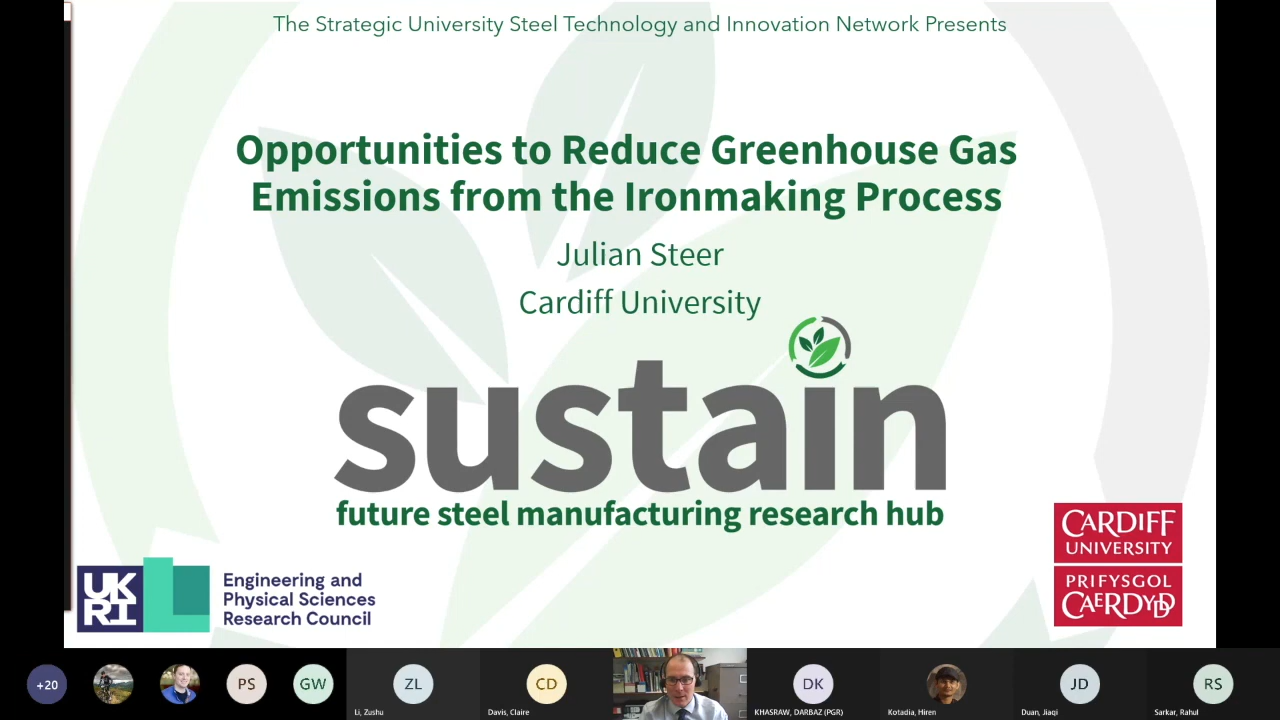 The Strategic University Steel Technology and Innovation Network Presents
Opportunities to Reduce Greenhouse Gas
Emissions from the Ironmaking Process
Julian Steer
Cardiff University
sustain
future steel manufacturing research hub
UK
RI
Engineering and
Physical Sciences
Research Council
CARDIFF
UNIVERSITY
PRIFYSGOL
CAERDYDD
+20
PS
GW
ZL
Li, Zushu
CD
Davis, Claire
DK
KHASRAW, DARBAZ (PGR)
Kotadia, Hiren
JD
Duan, Jiaqi
RS
Sarkar, Rahul